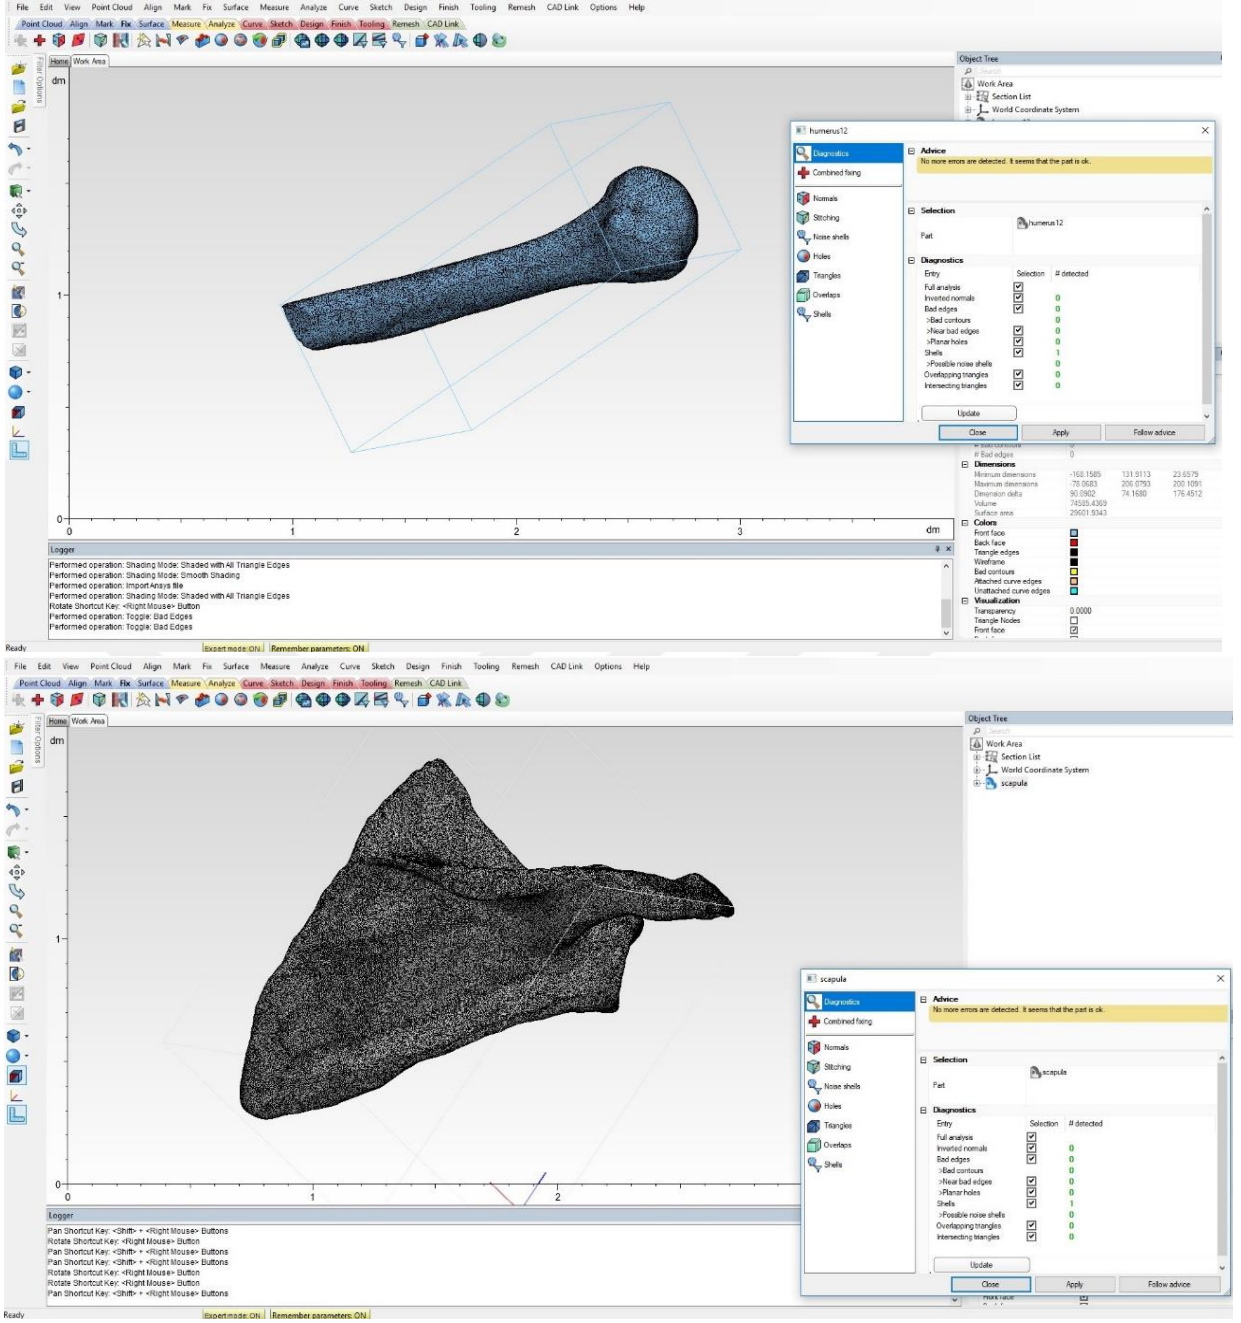 File Edit View Point Cloud Align Mark Fix Surface Measure Analyze Curve Sketch Design Finish Tooling Remesh CAD Link Options Help
Point Cloud Align Mark Fix Surface Measure Analyze Curve Sketch Design Finish Tooling Remesh CAD Link
Filter Options
Home Work Area
dm
1
0
0 1 2 3 dm
Object Tree
Search
Work Area
Section List
World Coordinate System
humerus12
Diagnostics
Combined fixing
Normals
Stitching
Noise shells
Holes
Triangles
Overlaps
Shells
Advice
No more errors are detected. It seems that the part is ok.
Selection
humerus12
Part
Diagnostics
Entry Selection # detected
Full analysis
Inverted normals 0
Bad edges 0
>Bad contours 0
>Near bad edges 0
>Planar holes 0
Shells 1
>Possible noise shells 0
Overlapping triangles 0
Intersecting triangles 0
Update
Close Apply Follow advice
# Bad contours 0
# Bad edges 0
Dimensions
Minimum dimensions -168.1585 131.9113 23.6579
Maximum dimensions -78.0683 206.0793 200.1091
Dimension delta 90.0902 74.1680 176.4512
Volume 74585.4369
Surface area 29601.9343
Colors
Front face
Back face
Triangle edges
Wireframe
Bad contours
Attached curve edges
Unattached curve edges
Visualization
Transparency 0.0000
Triangle Nodes
Front face
Logger
Performed operation: Shading Mode: Shaded with All Triangle Edges
Performed operation: Shading Mode: Smooth Shading
Performed operation: Import Ansys file
Performed operation: Shading Mode: Shaded with All Triangle Edges
Rotate Shortcut Key: <Right Mouse> Button
Performed operation: Toggle: Bad Edges
Performed operation: Toggle: Bad Edges
Ready Expert mode: ON Remember parameters: ON
File Edit View Point Cloud Align Mark Fix Surface Measure Analyze Curve Sketch Design Finish Tooling Remesh CAD Link Options Help
Point Cloud Align Mark Fix Surface Measure Analyze Curve Sketch Design Finish Tooling Remesh CAD Link
Filter Options
Home Work Area
dm
1
0
0 1 2
Object Tree
Search
Work Area
Section List
World Coordinate System
scapula
scapula
Diagnostics
Combined fixing
Normals
Stitching
Noise shells
Holes
Triangles
Overlaps
Shells
Advice
No more errors are detected. It seems that the part is ok.
Selection
scapula
Part
Diagnostics
Entry Selection # detected
Full analysis
Inverted normals 0
Bad edges 0
>Bad contours 0
>Near bad edges 0
>Planar holes 0
Shells 1
>Possible noise shells 0
Overlapping triangles 0
Intersecting triangles 0
Update
Close Apply Follow advice
Front face
Logger
Pan Shortcut Key: <Shift> + <Right Mouse> Buttons
Rotate Shortcut Key: <Right Mouse> Button
Pan Shortcut Key: <Shift> + <Right Mouse> Buttons
Pan Shortcut Key: <Shift> + <Right Mouse> Buttons
Rotate Shortcut Key: <Right Mouse> Button
Rotate Shortcut Key: <Right Mouse> Button
Pan Shortcut Key: <Shift> + <Right Mouse> Buttons
Ready Expert mode: ON Remember parameters: ON